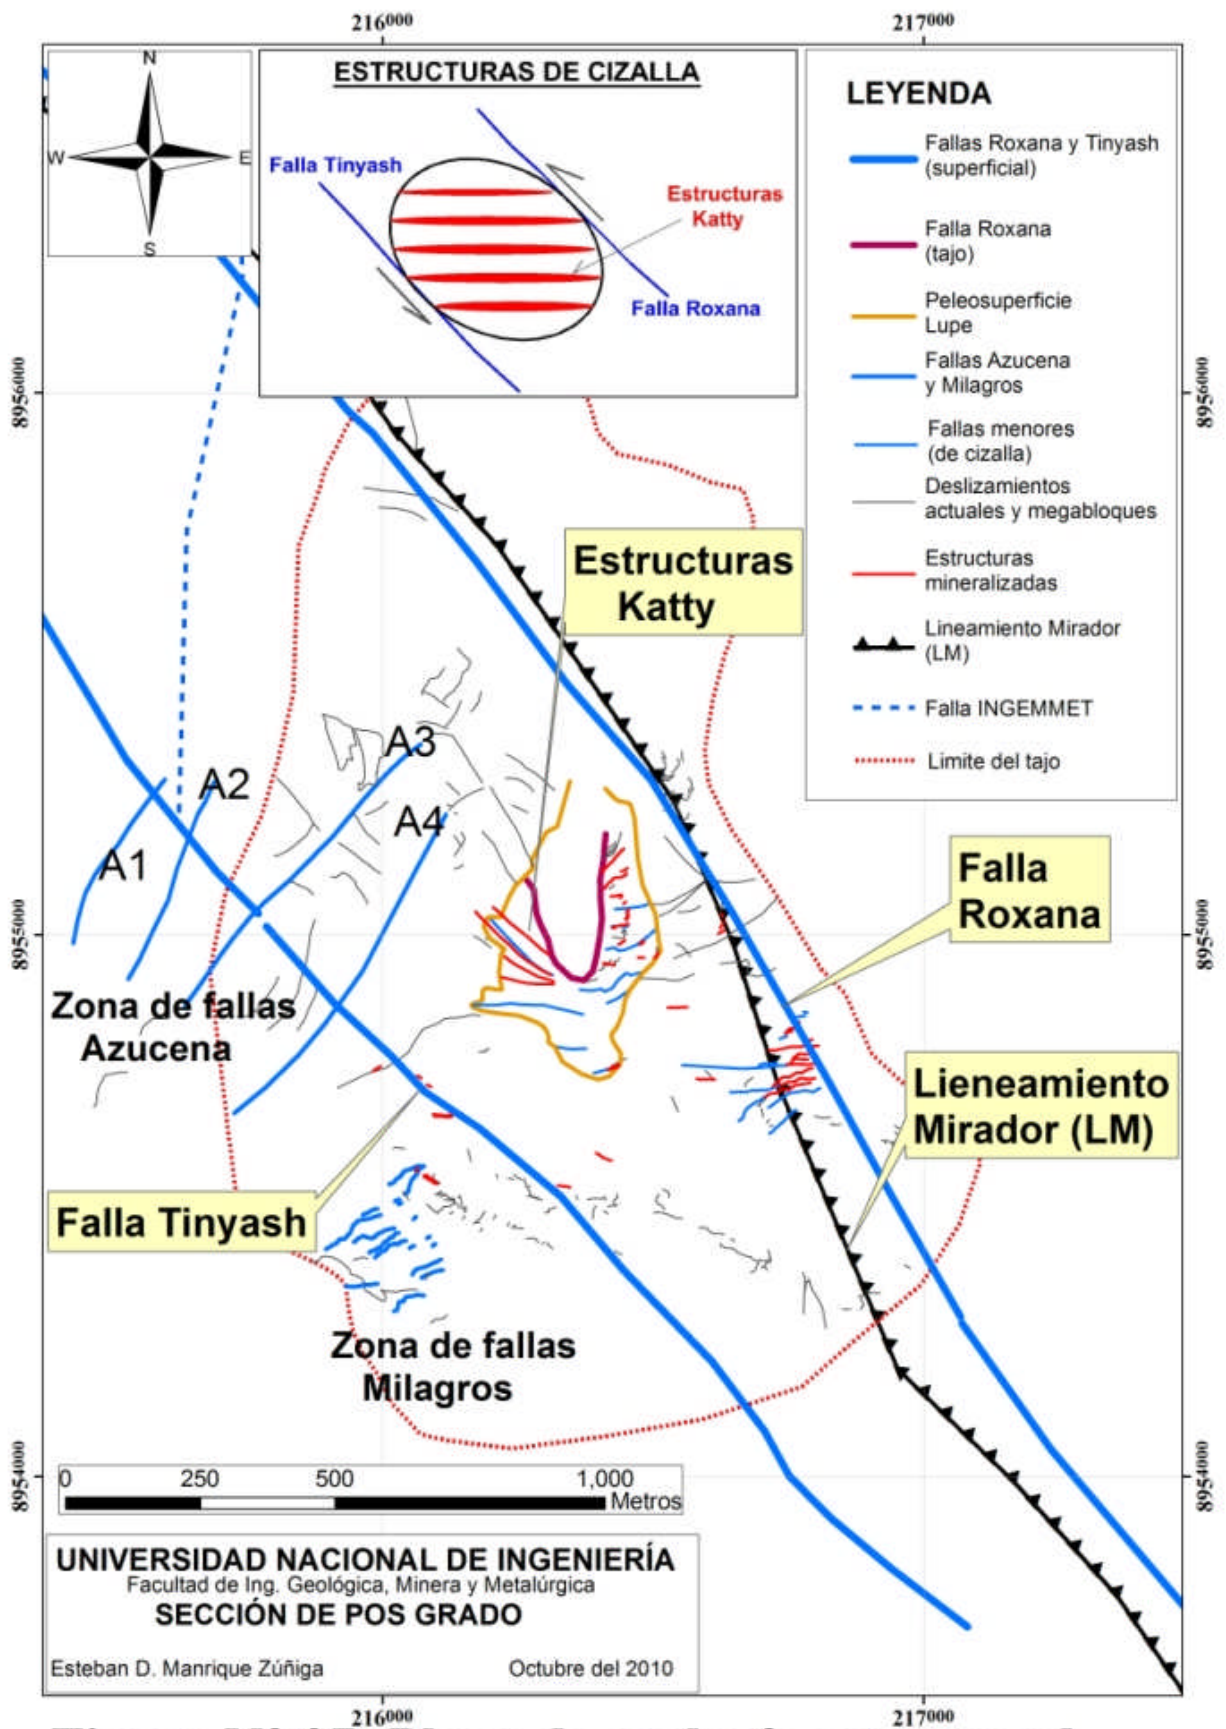 216000
217000
N
W
E
S
ESTRUCTURAS DE CIZALLA
Falla Tinyash
Estructuras
Katty
Falla Roxana
LEYENDA
Fallas Roxana y Tinyash
(superficial)
Falla Roxana
(tajo)
Peleosuperficie
Lupe
Fallas Azucena
y Milagros
Fallas menores
(de cizalla)
Deslizamientos
actuales y megabloques
Estructuras
mineralizadas
Lineamiento Mirador
(LM)
Falla INGEMMET
Limite del tajo
8956000
8956000
Estructuras
Katty
A3
A2
A4
A1
Falla
Roxana
8955000
8955000
Zona de fallas
Azucena
Lieneamiento
Mirador (LM)
Falla Tinyash
Zona de fallas
Milagros
8954000
8954000
0 250 500 1,000
Metros
UNIVERSIDAD NACIONAL DE INGENIERÍA
Facultad de Ing. Geológica, Minera y Metalúrgica
SECCIÓN DE POS GRADO
Esteban D. Manrique Zúñiga Octubre del 2010
216000
217000